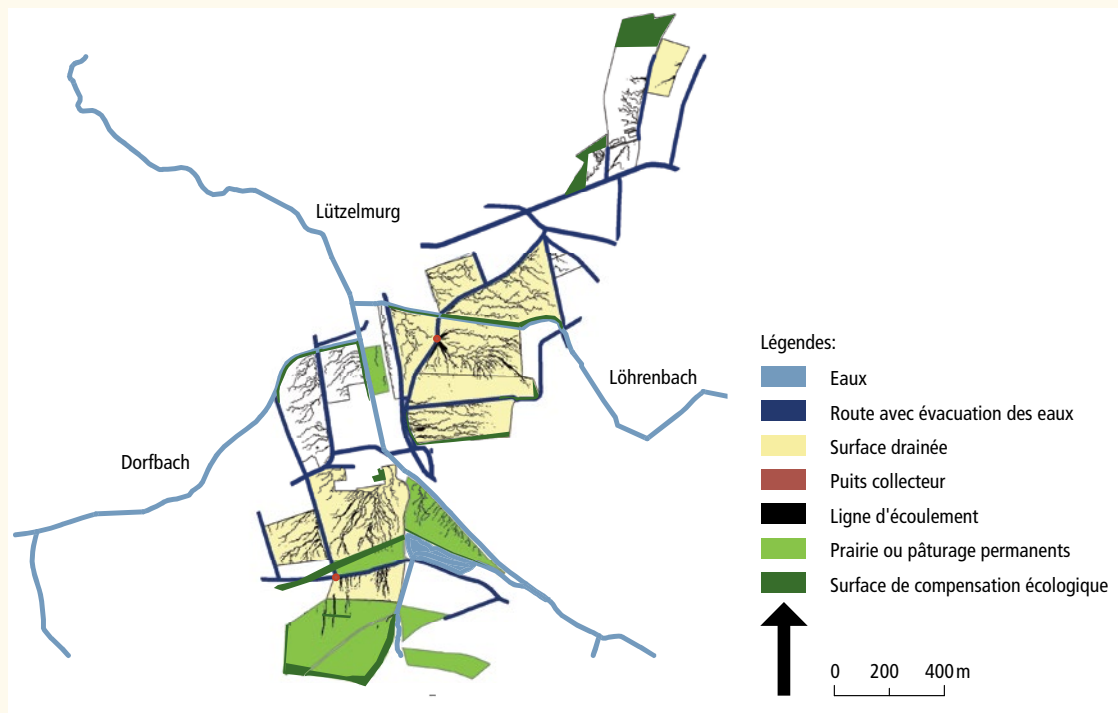 Lützelmurg
Löhrenbach
Dorfbach
Légendes:
Eaux
Route avec évacuation des eaux
Surface drainée
Puits collecteur
Ligne d'écoulement
Prairie ou pâturage permanents
Surface de compensation écologique
0 200 400 m